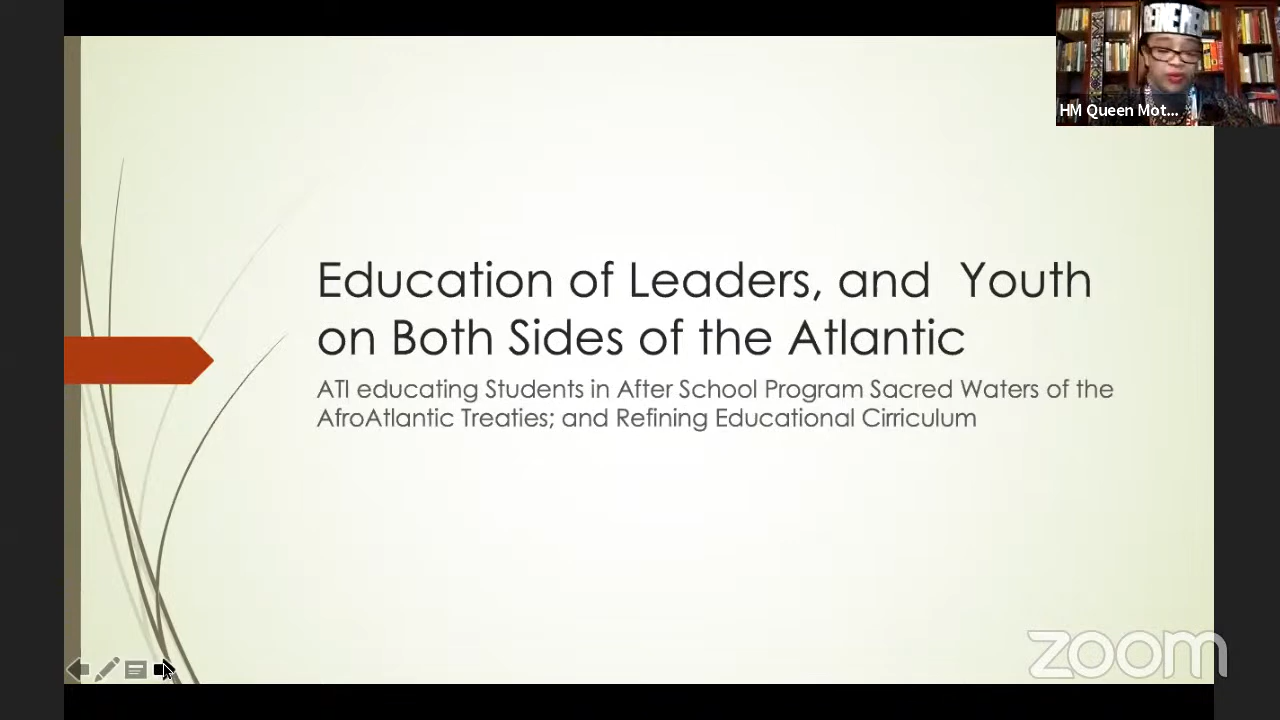 HM Queen Mot...
Education of Leaders, and Youth
on Both Sides of the Atlantic
ATI educating Students in After School Program Sacred Waters of the
AfroAtlantic Treaties; and Refining Educational Cirriculum
zoom